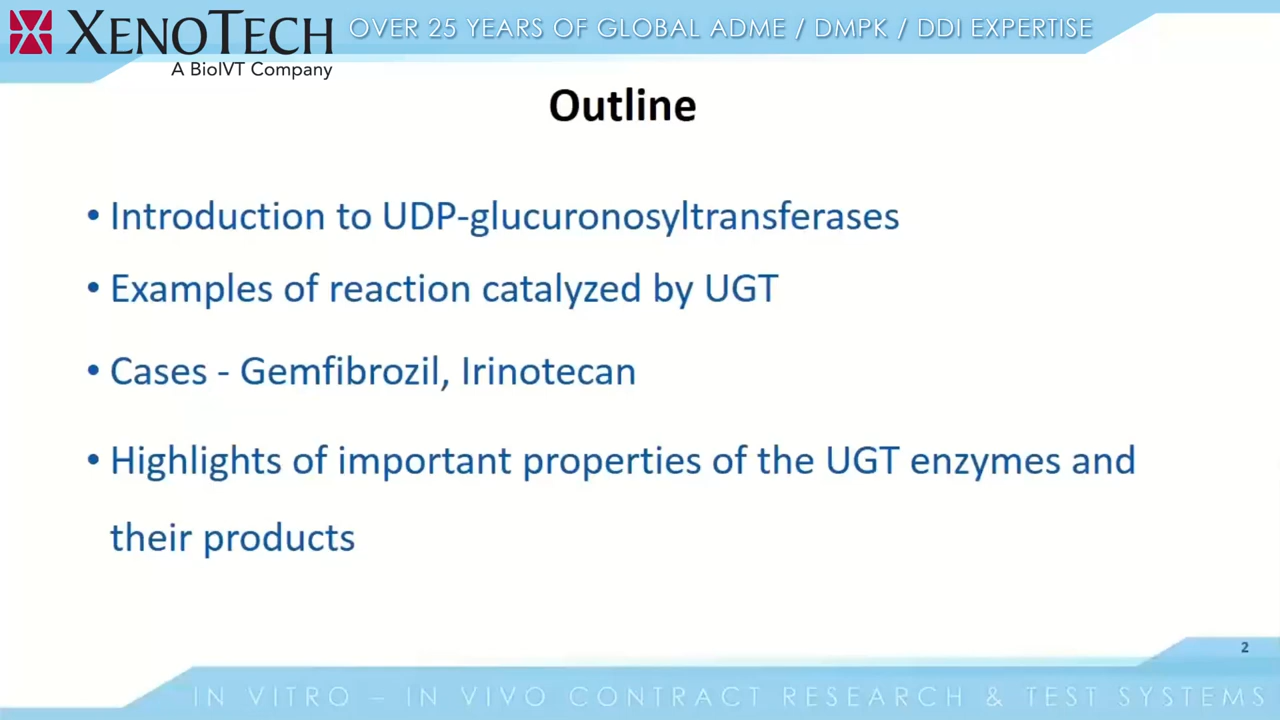 XENOTECH
OVER 25 YEARS OF GLOBAL ADME / DMPK / DDI EXPERTISE
A BioIVT Company
Outline
• Introduction to UDP-glucuronosyltransferases
• Examples of reaction catalyzed by UGT
• Cases - Gemfibrozil, Irinotecan
• Highlights of important properties of the UGT enzymes and
their products
2
IN VITRO – IN VIVO CONTRACT RESEARCH & TEST SYSTEMS